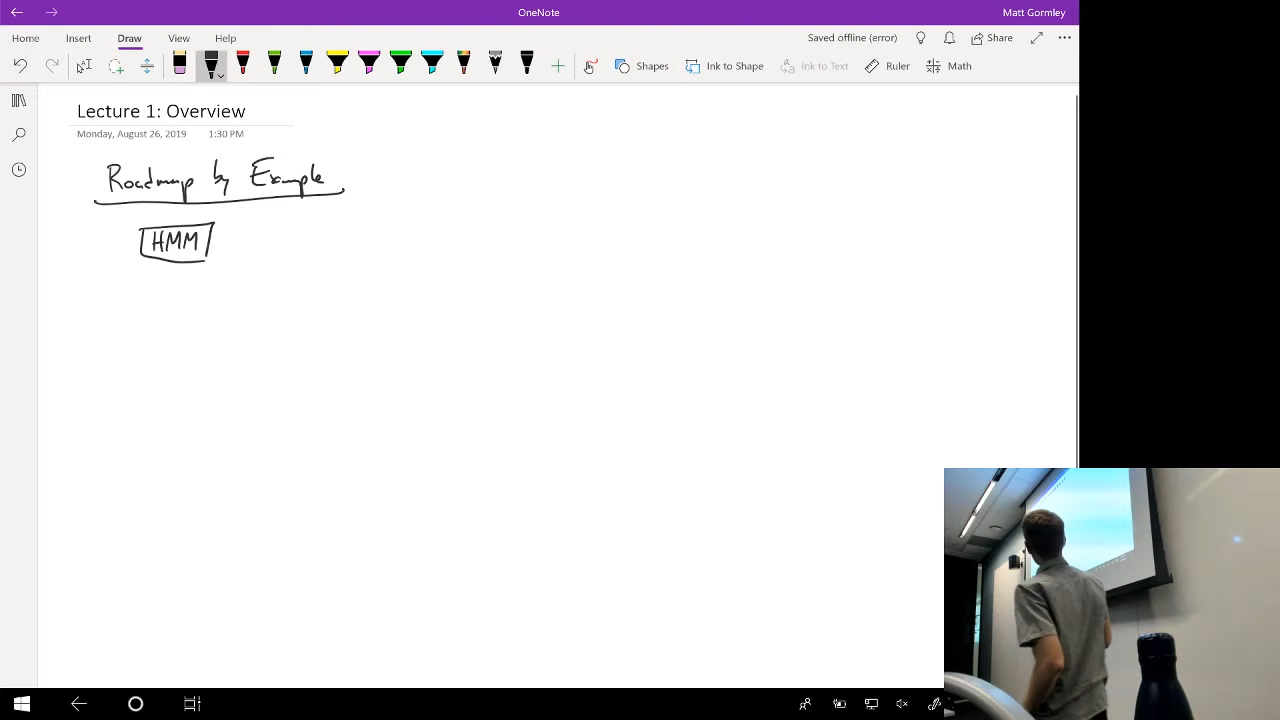 OneNote
Matt Gormley
Home Insert Draw View Help
Saved offline (error) Share
Shapes Ink to Shape Ink to Text Ruler Math
Lecture 1: Overview
Monday, August 26, 2019 1:30 PM
Roadmap by Example
HMM